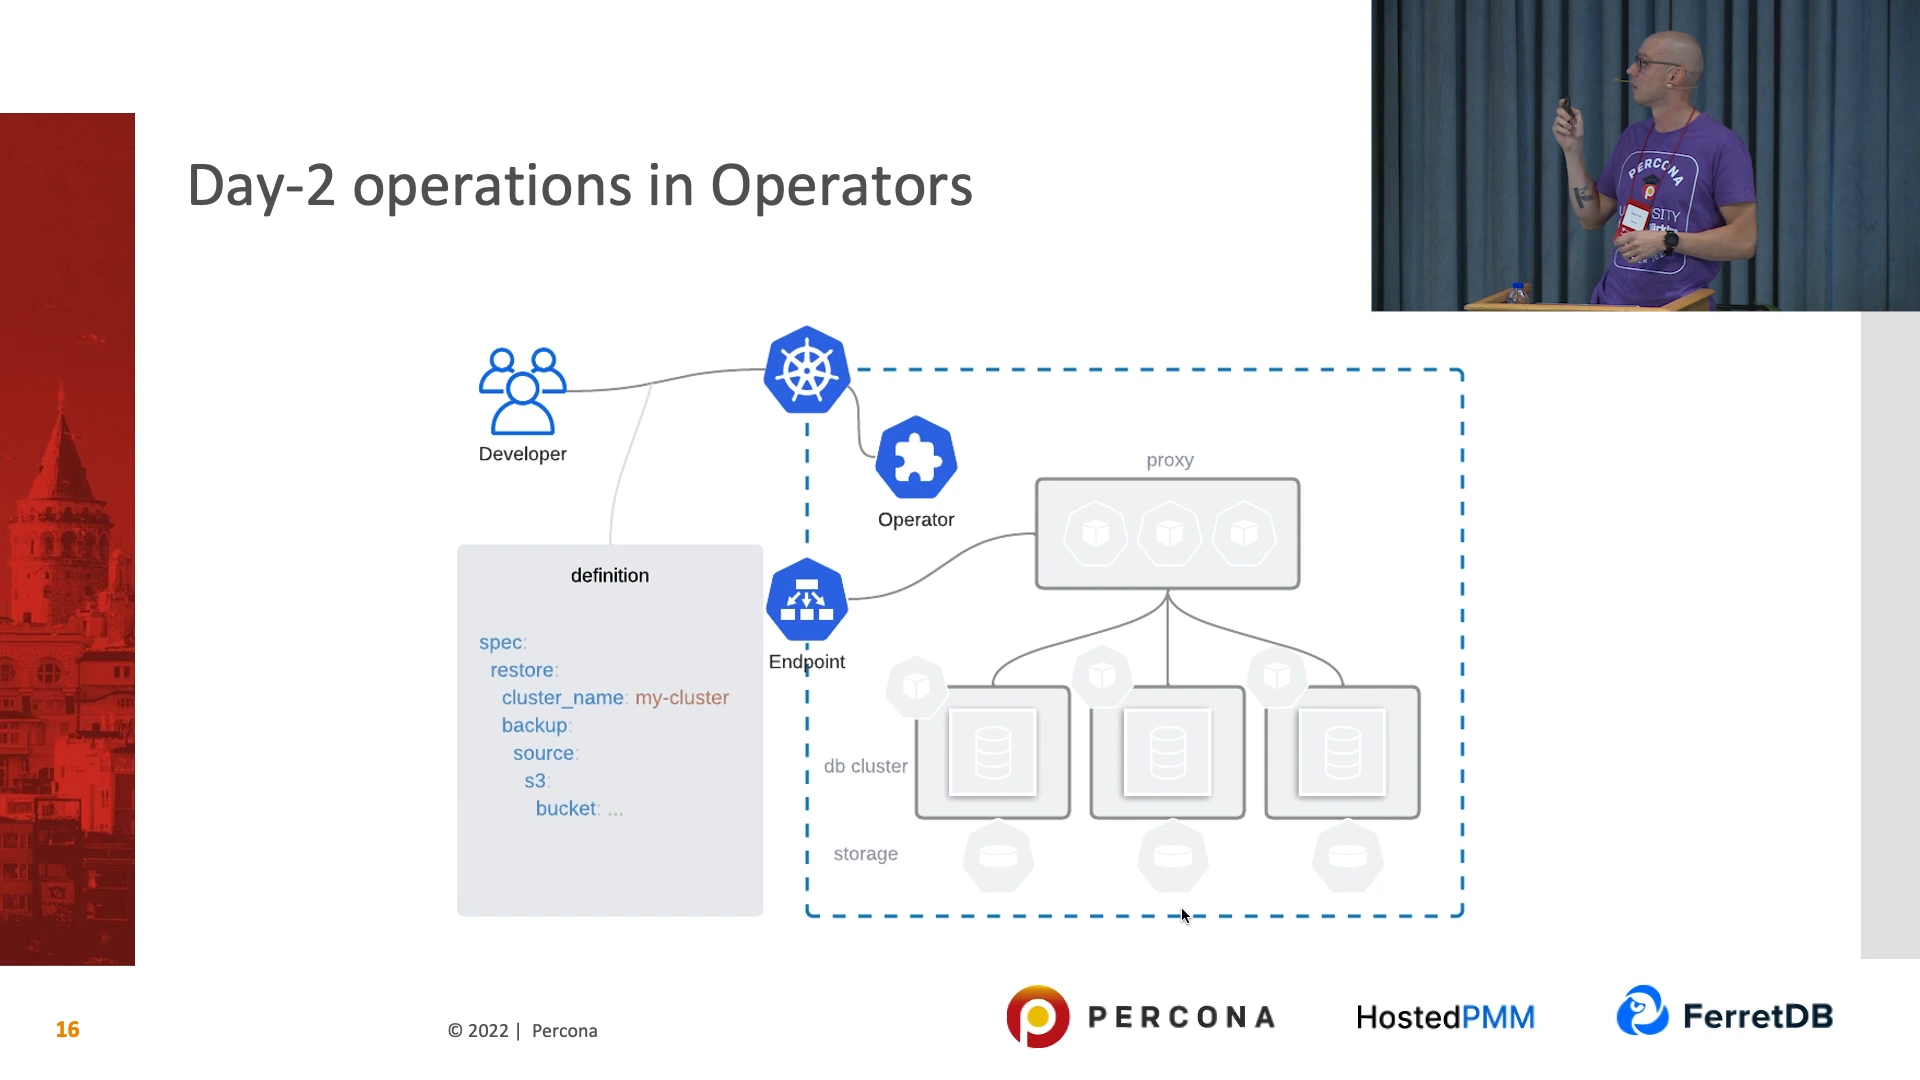 Day-2 operations in Operators
PERCONA
Developer
Operator
proxy
definition
spec:
restore:
cluster_name: my-cluster
backup:
source:
s3:
bucket: ...
Endpoint
db cluster
storage
16
© 2022 | Percona
PERCONA
HostedPMM
FerretDB